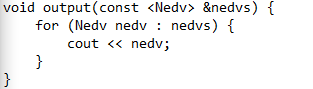 void output(const <Nedv> &nedvs) {
    for (Nedv nedv : nedvs) {
        cout << nedv;
    }
}